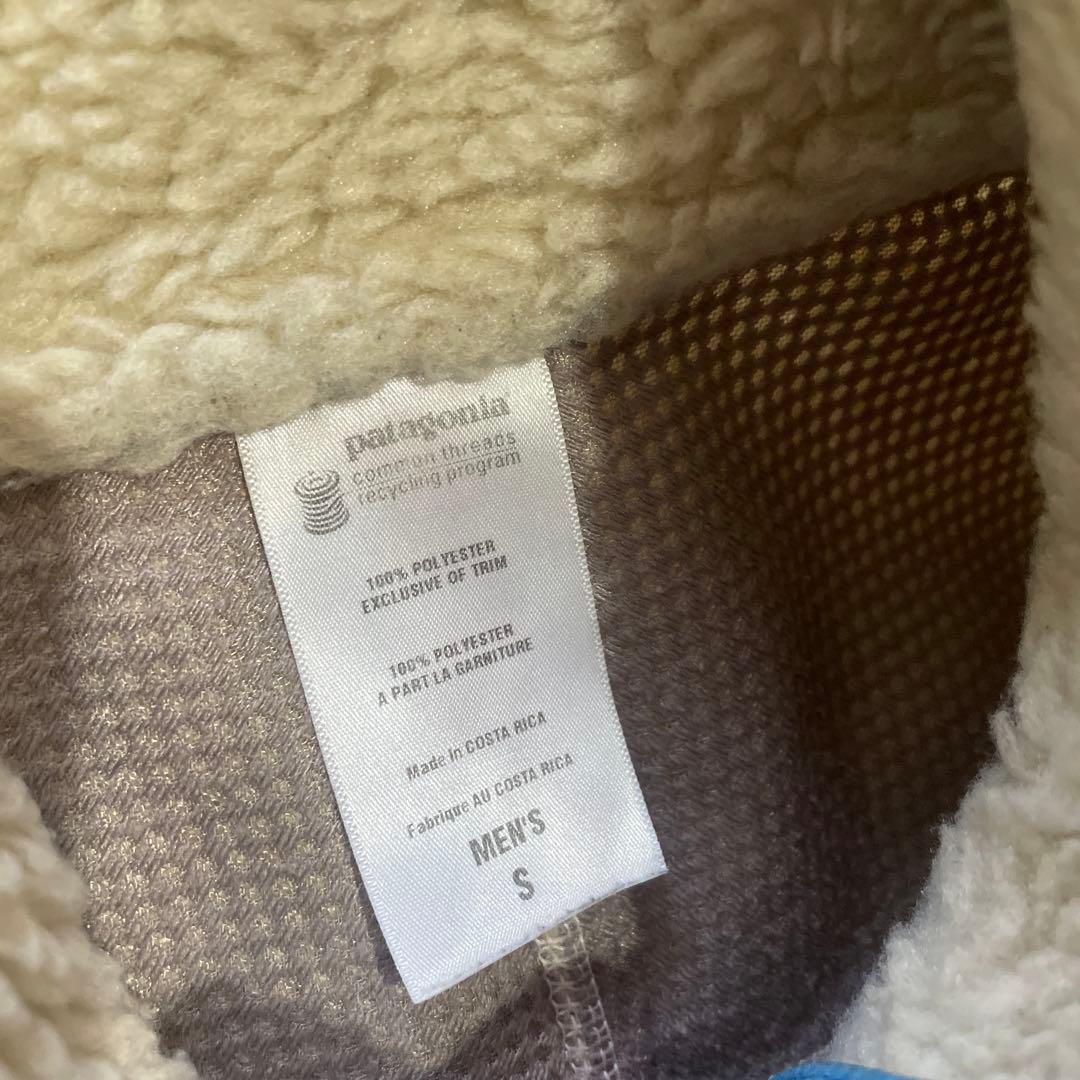 patagonia
common threads
recycling program
100% POLYESTER
EXCLUSIVE OF TRIM
100% POLYESTER
A PART LA GARNITURE
Made in COSTA RICA
Fabrique AU COSTA RICA
MEN'S
S